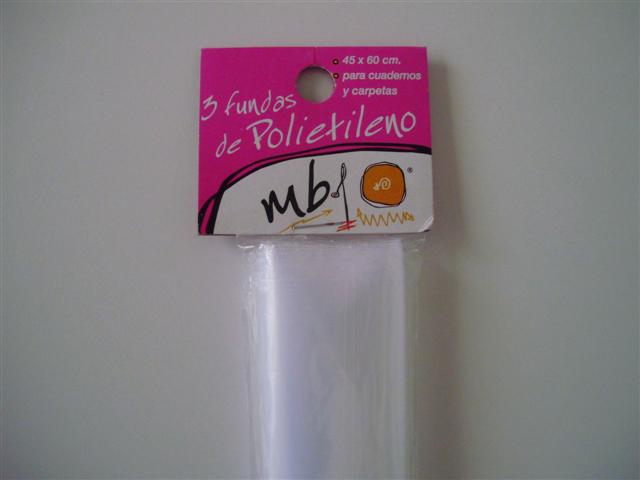 45 x 60 cm.
para cuadernos
y carpetas
3 fundas
de Polietileno
mb
®